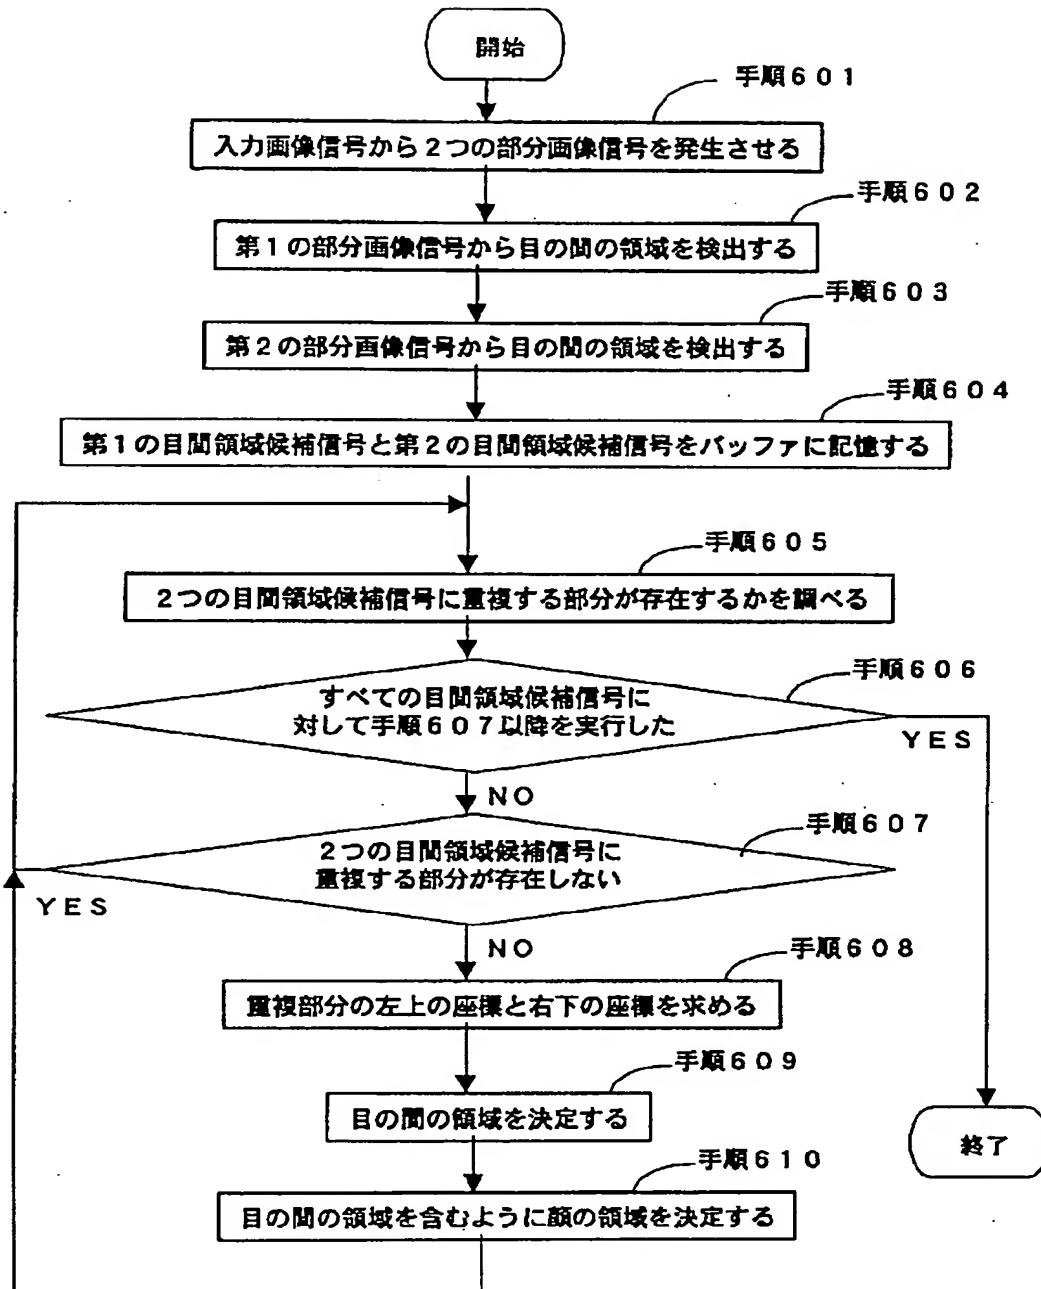 開始
手順601
入力画像信号から2つの部分画像信号を発生させる
手順602
第1の部分画像信号から目の間の領域を検出する
手順603
第2の部分画像信号から目の間の領域を検出する
手順604
第1の目間領域候補信号と第2の目間領域候補信号をバッファに記憶する
手順605
2つの目間領域候補信号に重複する部分が存在するかを調べる
手順606
すべての目間領域候補信号に
対して手順607以降を実行した
YES
NO
手順607
2つの目間領域候補信号に
重複する部分が存在しない
YES
NO
手順608
重複部分の左上の座標と右下の座標を求める
手順609
目の間の領域を決定する
終了
手順610
目の間の領域を含むように顔の領域を決定する